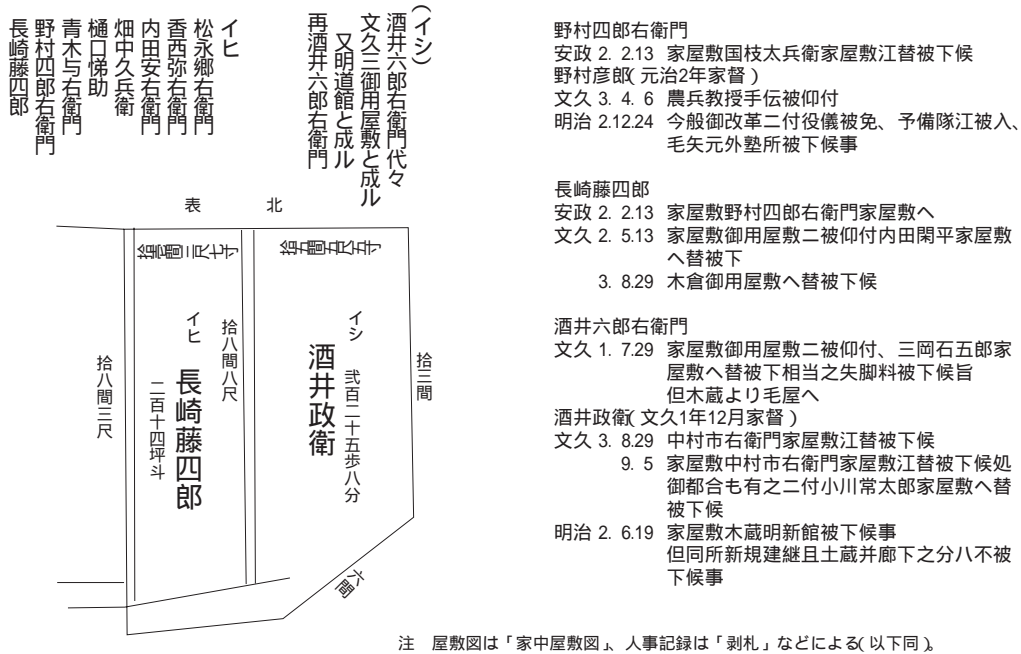 (イシ)
酒井六郎右衛門代々
文久三御用屋敷と成ル
又明道館と成ル
再酒井六郎右衛門
イヒ
松永郷右衛門
香西弥右衛門
内田安右衛門
畑中久兵衛
樋口悌助
青木与右衛門
野村四郎右衛門
長崎藤四郎
表 北
拾五間五尺五寸
イシ
酒井政衛
弐百二十五歩八分
拾三間
六間
拾八間八尺
イヒ
長崎藤四郎
二百十四坪斗
拾八間三尺
野村四郎右衛門
安政 2. 2.13 家屋敷国枝太兵衛家屋敷江替被下候
野村彦郎(元治2年家督)
文久 3. 4. 6 農兵教授手伝被仰付
明治 2.12.24 今般御改革二付役儀被免、予備隊江被入、
毛矢元外塾所被下候事
長崎藤四郎
安政 2. 2.13 家屋敷野村四郎右衛門家屋敷へ
文久 2. 5.13 家屋敷御用屋敷二被仰付内田閑平家屋敷
へ替被下
3. 8.29 木倉御用屋敷へ替被下候
酒井六郎右衛門
文久 1. 7.29 家屋敷御用屋敷二被仰付、三岡石五郎家
屋敷へ替被下相当之失脚料被下候旨
但木蔵より毛屋へ
酒井政衛(文久1年12月家督)
文久 3. 8.29 中村市右衛門家屋敷江替被下候
9. 5 家屋敷中村市右衛門家屋敷江替被下候処
御都合も有之二付小川常太郎家屋敷へ替
被下候
明治 2. 6.19 家屋敷木蔵明新館被下候事
但同所新規建継且土蔵并廊下之分八不被
下候事
注 屋敷図は「家中屋敷図」、人事記録は「剥札」などによる(以下同)。